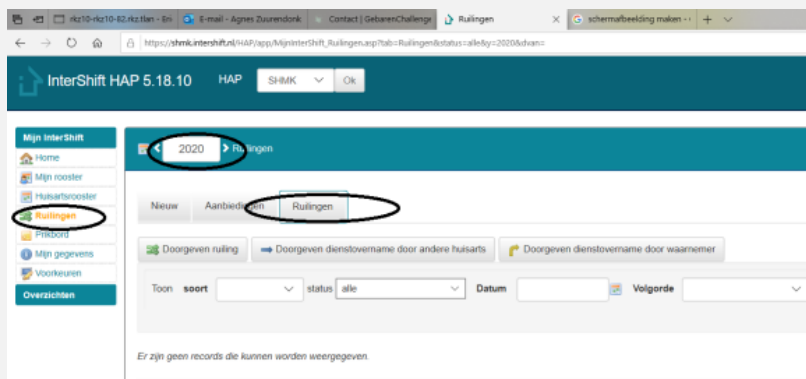 rkz10-rkz10-82.rkz.tlan - Eri
E-mail - Agnes Zuurendonk
Contact | GebarenChallenge
Ruilingen
schermafbeelding maken -
https://shmk.intershift.nl/HAP/app/MijnInterShift_Ruilingen.asp?tab=Ruilingen&status=alle&y=2020&dvan=
InterShift HAP 5.18.10 HAP SHMK Ok
Mijn InterShift
Home
Mijn rooster
Huisartsrooster
Ruilingen
Prikbord
Mijn gegevens
Voorkeuren
Overzichten
2020 Ruilingen
Nieuw Aanbiedingen Ruilingen
Doorgeven ruiling Doorgeven dienstovername door andere huisarts Doorgeven dienstovername door waarnemer
Toon soort status alle Datum Volgorde
Er zijn geen records die kunnen worden weergegeven.